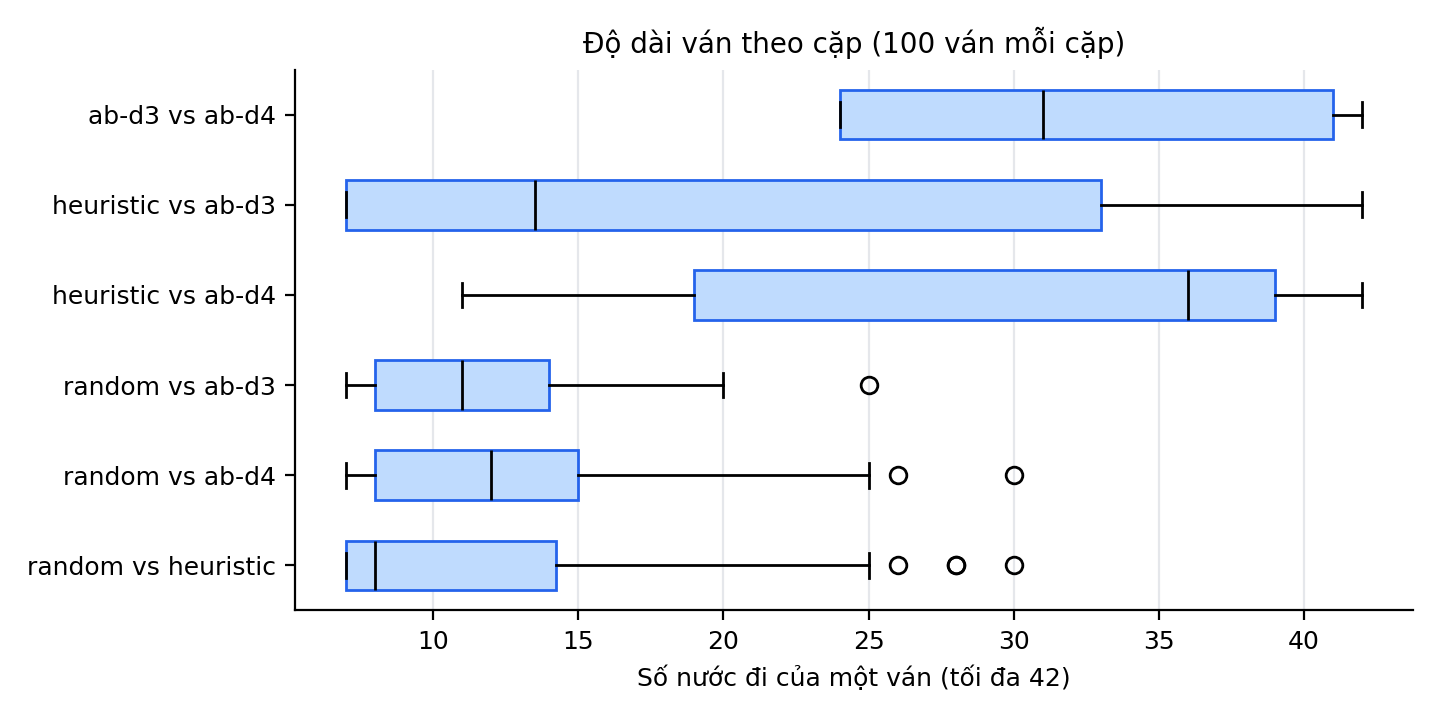 Độ dài ván theo cặp (100 ván mỗi cặp)
ab-d3 vs ab-d4
heuristic vs ab-d3
heuristic vs ab-d4
random vs ab-d3
random vs ab-d4
random vs heuristic
10 15 20 25 30 35 40
Số nước đi của một ván (tối đa 42)